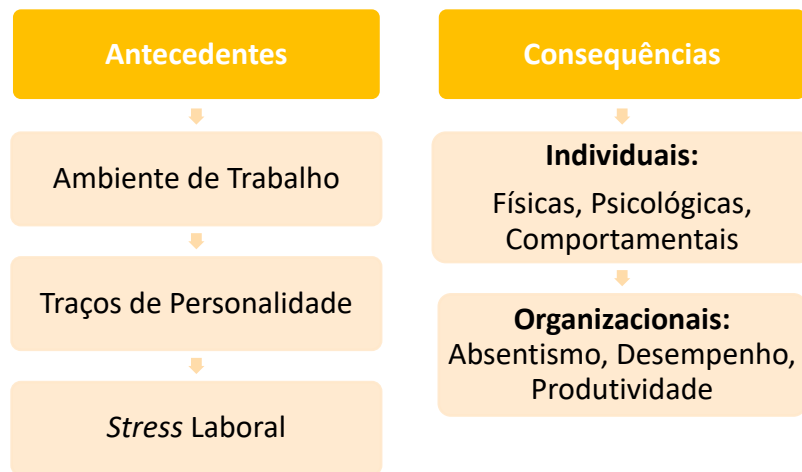 Antecedentes
Ambiente de Trabalho
Traços de Personalidade
Stress Laboral
Consequências
Individuais:
Físicas, Psicológicas,
Comportamentais
Organizacionais:
Absentismo, Desempenho,
Produtividade